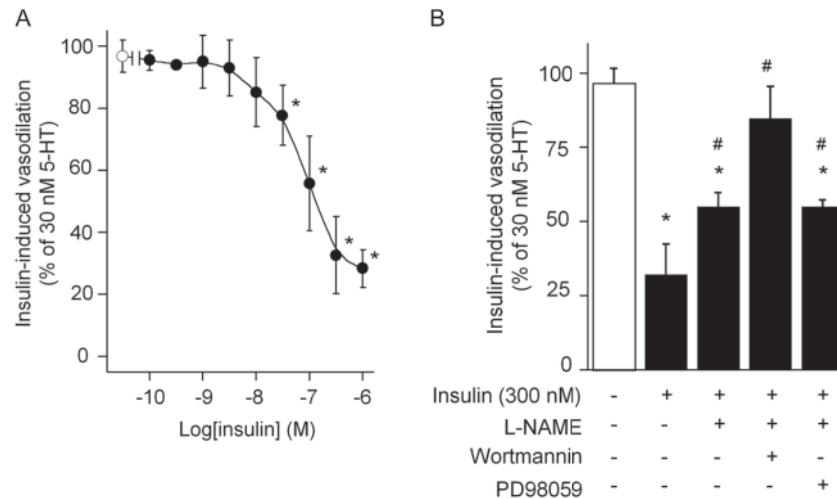 A
Insulin-induced vasodilation
(% of 30 nM 5-HT)
100
80
60
40
20
0
*
*
*
*
-10 -9 -8 -7 -6
Log[insulin] (M)
B
Insulin-induced vasodilation
(% of 30 nM 5-HT)
100
75
50
25
0
*
#
*
#
#
*
Insulin (300 nM) - + + + +
L-NAME - - + + +
Wortmannin - - - + -
PD98059 - - - - +